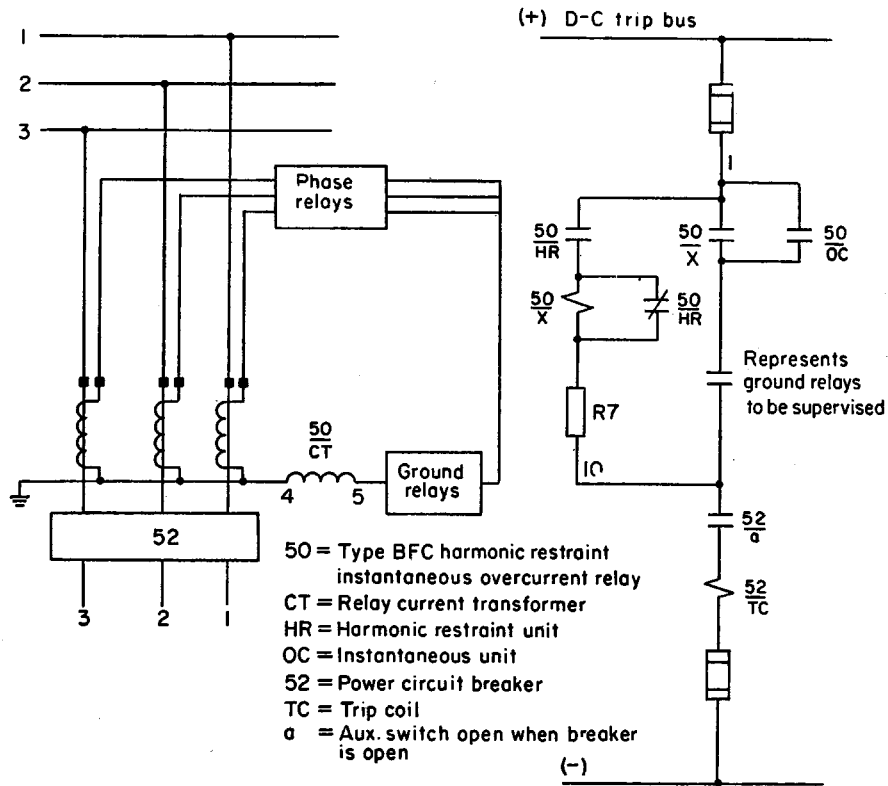 (+) D-C trip bus
1
2
3
Phase
relays
1
50
HR
50
X
50
OC
50
X
50
HR
Represents
ground relays
to be supervised
R7
10
50
CT
4
5
Ground
relays
52
3
2
1
52
a
52
TC
50 = Type BFC harmonic restraint
instantaneous overcurrent relay
CT = Relay current transformer
HR = Harmonic restraint unit
OC = Instantaneous unit
52 = Power circuit breaker
TC = Trip coil
a = Aux. switch open when breaker
is open
(-)